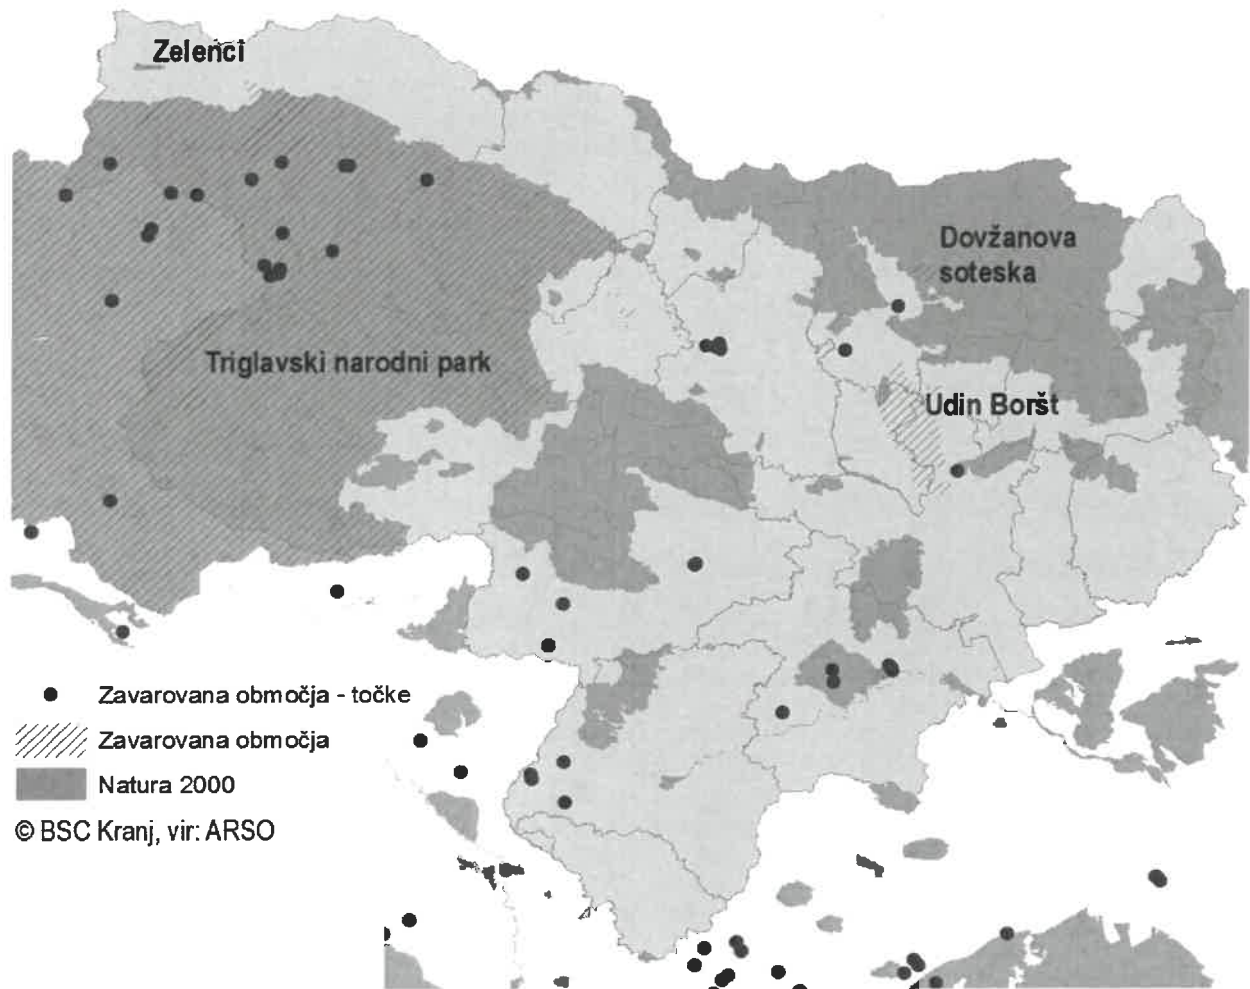 Zelenci
Dovžanova
soteska
Triglavski narodni park
Udin Boršt
Zavarovana območja - točke
Zavarovana območja
Natura 2000
© BSC Kranj, vir: ARSO